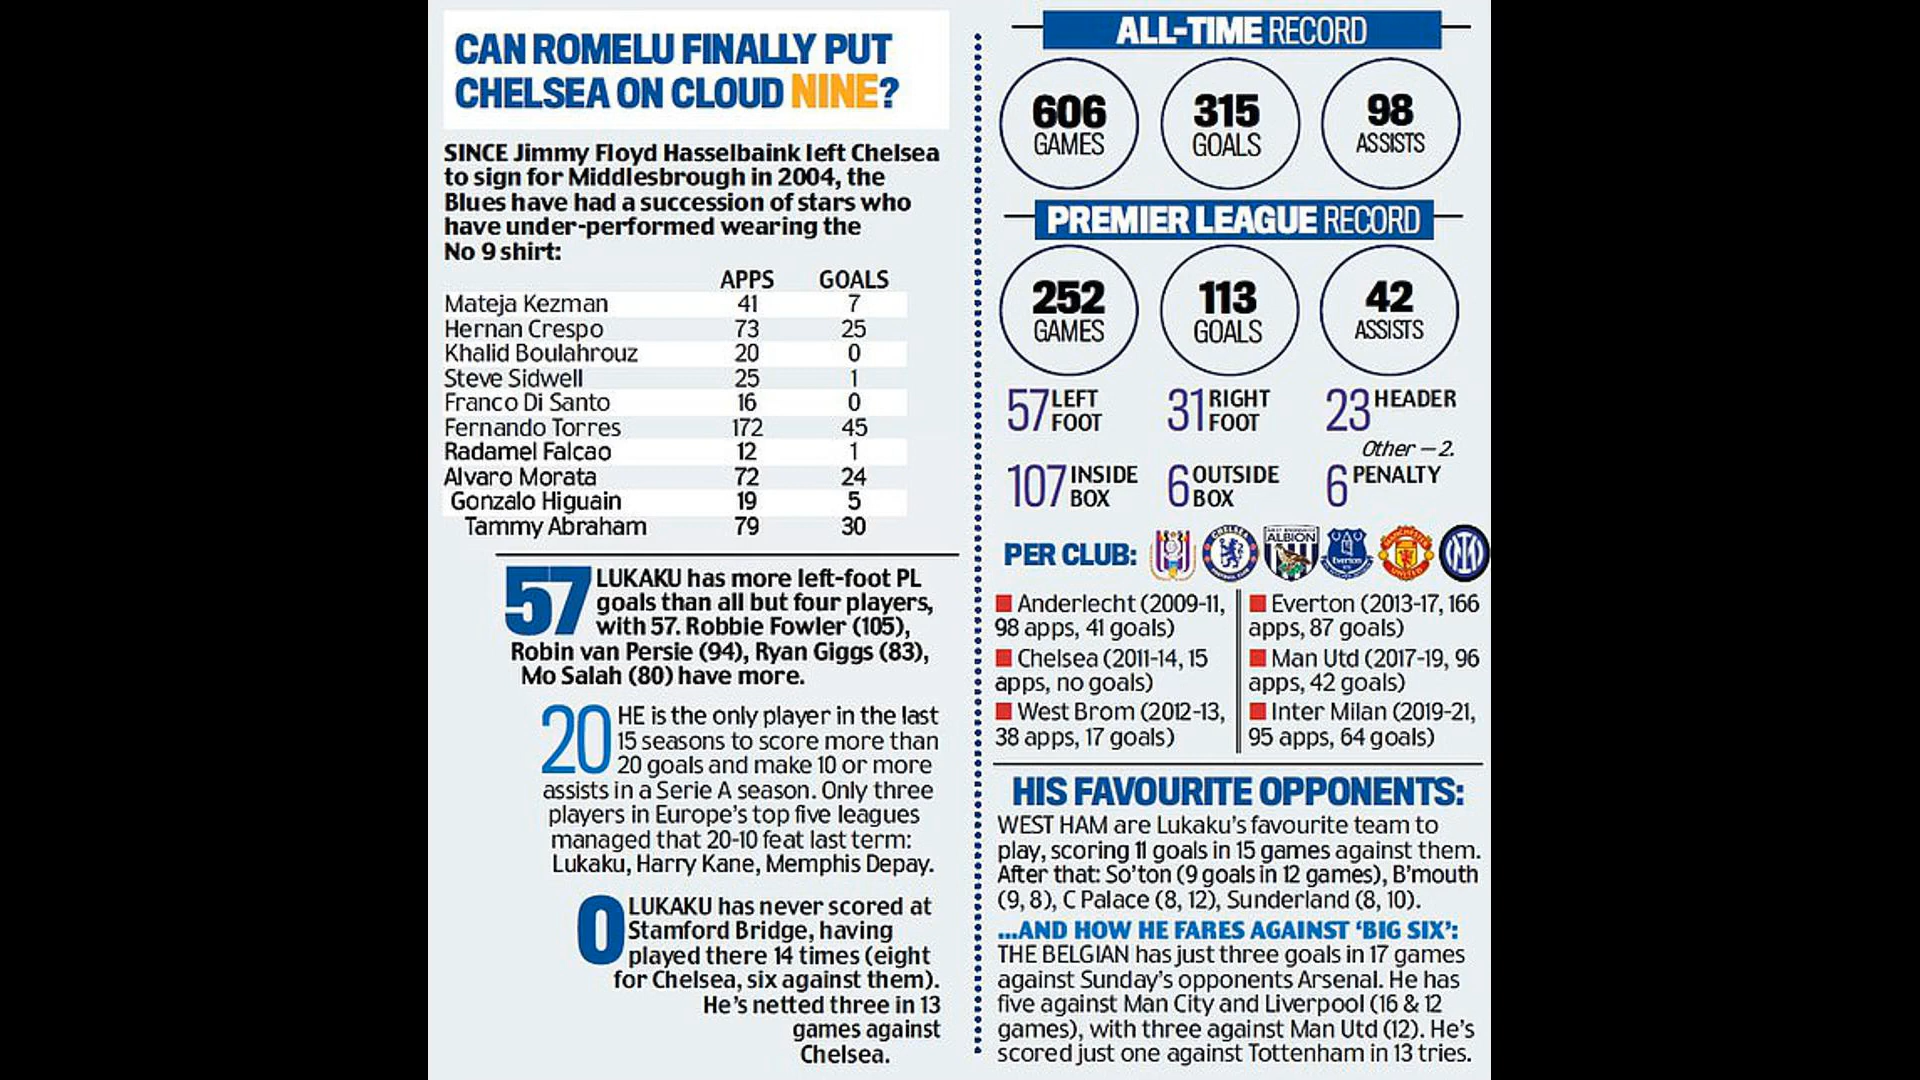 CAN ROMELU FINALLY PUT
CHELSEA ON CLOUD NINE?
SINCE Jimmy Floyd Hasselbaink left Chelsea
to sign for Middlesbrough in 2004, the
Blues have had a succession of stars who
have under-performed wearing the
No 9 shirt:
APPS GOALS
Mateja Kezman 41 7
Hernan Crespo 73 25
Khalid Boulahrouz 20 0
Steve Sidwell 25 1
Franco Di Santo 16 0
Fernando Torres 172 45
Radamel Falcao 12 1
Alvaro Morata 72 24
Gonzalo Higuain 19 5
Tammy Abraham 79 30
57 LUKAKU has more left-foot PL
goals than all but four players,
with 57. Robbie Fowler (105),
Robin van Persie (94), Ryan Giggs (83),
Mo Salah (80) have more.
20 HE is the only player in the last
15 seasons to score more than
20 goals and make 10 or more
assists in a Serie A season. Only three
players in Europe's top five leagues
managed that 20-10 feat last term:
Lukaku, Harry Kane, Memphis Depay.
0 LUKAKU has never scored at
Stamford Bridge, having
played there 14 times (eight
for Chelsea, six against them).
He's netted three in 13
games against
Chelsea.
ALL-TIME RECORD
606 315 98
GAMES GOALS ASSISTS
PREMIER LEAGUE RECORD
252 113 42
GAMES GOALS ASSISTS
57 LEFT FOOT 31 RIGHT FOOT 23 HEADER
Other – 2.
107 INSIDE BOX 6 OUTSIDE BOX 6 PENALTY
PER CLUB:
CHELSEA
ALBION
Everton
MANCHESTER
UNITED
Anderlecht (2009-11,
98 apps, 41 goals)
Chelsea (2011-14, 15
apps, no goals)
West Brom (2012-13,
38 apps, 17 goals)
Everton (2013-17, 166
apps, 87 goals)
Man Utd (2017-19, 96
apps, 42 goals)
Inter Milan (2019-21,
95 apps, 64 goals)
HIS FAVOURITE OPPONENTS:
WEST HAM are Lukaku's favourite team to
play, scoring 11 goals in 15 games against them.
After that: So'ton (9 goals in 12 games), B'mouth
(9, 8), C Palace (8, 12), Sunderland (8, 10).
...AND HOW HE FARES AGAINST 'BIG SIX':
THE BELGIAN has just three goals in 17 games
against Sunday's opponents Arsenal. He has
five against Man City and Liverpool (16 & 12
games), with three against Man Utd (12). He's
scored just one against Tottenham in 13 tries.